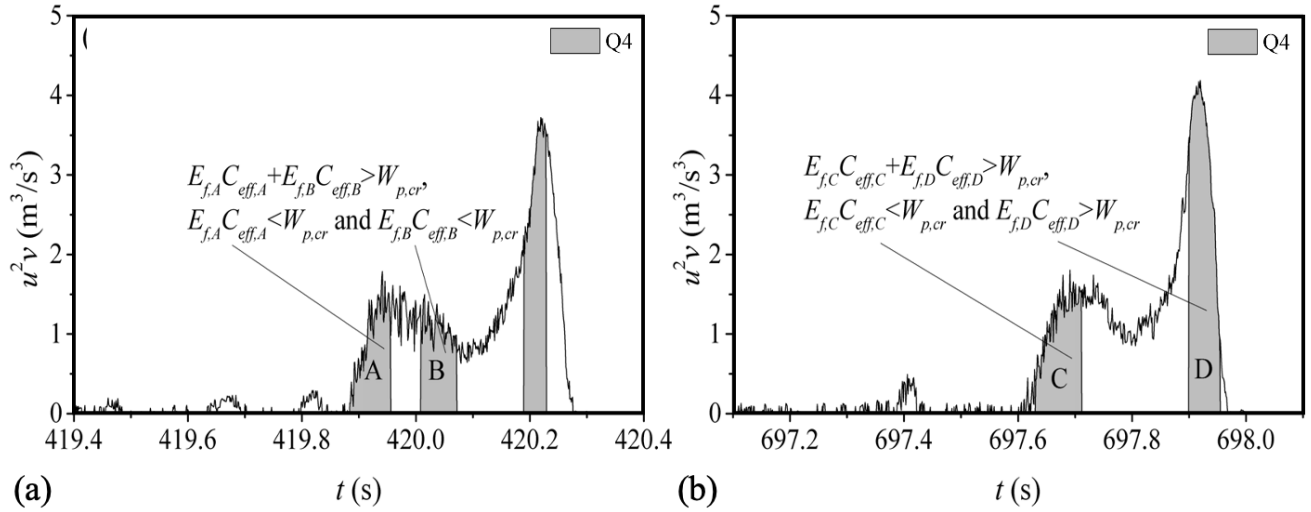 5
4
3
2
1
0
u²v (m³/s³)
(
Q4
E_{f,A}C_{eff,A}+E_{f,B}C_{eff,B}>W_{p,cr},
E_{f,A}C_{eff,A}<W_{p,cr} and E_{f,B}C_{eff,B}<W_{p,cr}
A
B
419.4 419.6 419.8 420.0 420.2 420.4
t (s)
(a)
5
4
3
2
1
0
u²v (m³/s³)
Q4
E_{f,C}C_{eff,C}+E_{f,D}C_{eff,D}>W_{p,cr},
E_{f,C}C_{eff,C}<W_{p,cr} and E_{f,D}C_{eff,D}>W_{p,cr}
C
D
697.2 697.4 697.6 697.8 698.0
t (s)
(b)